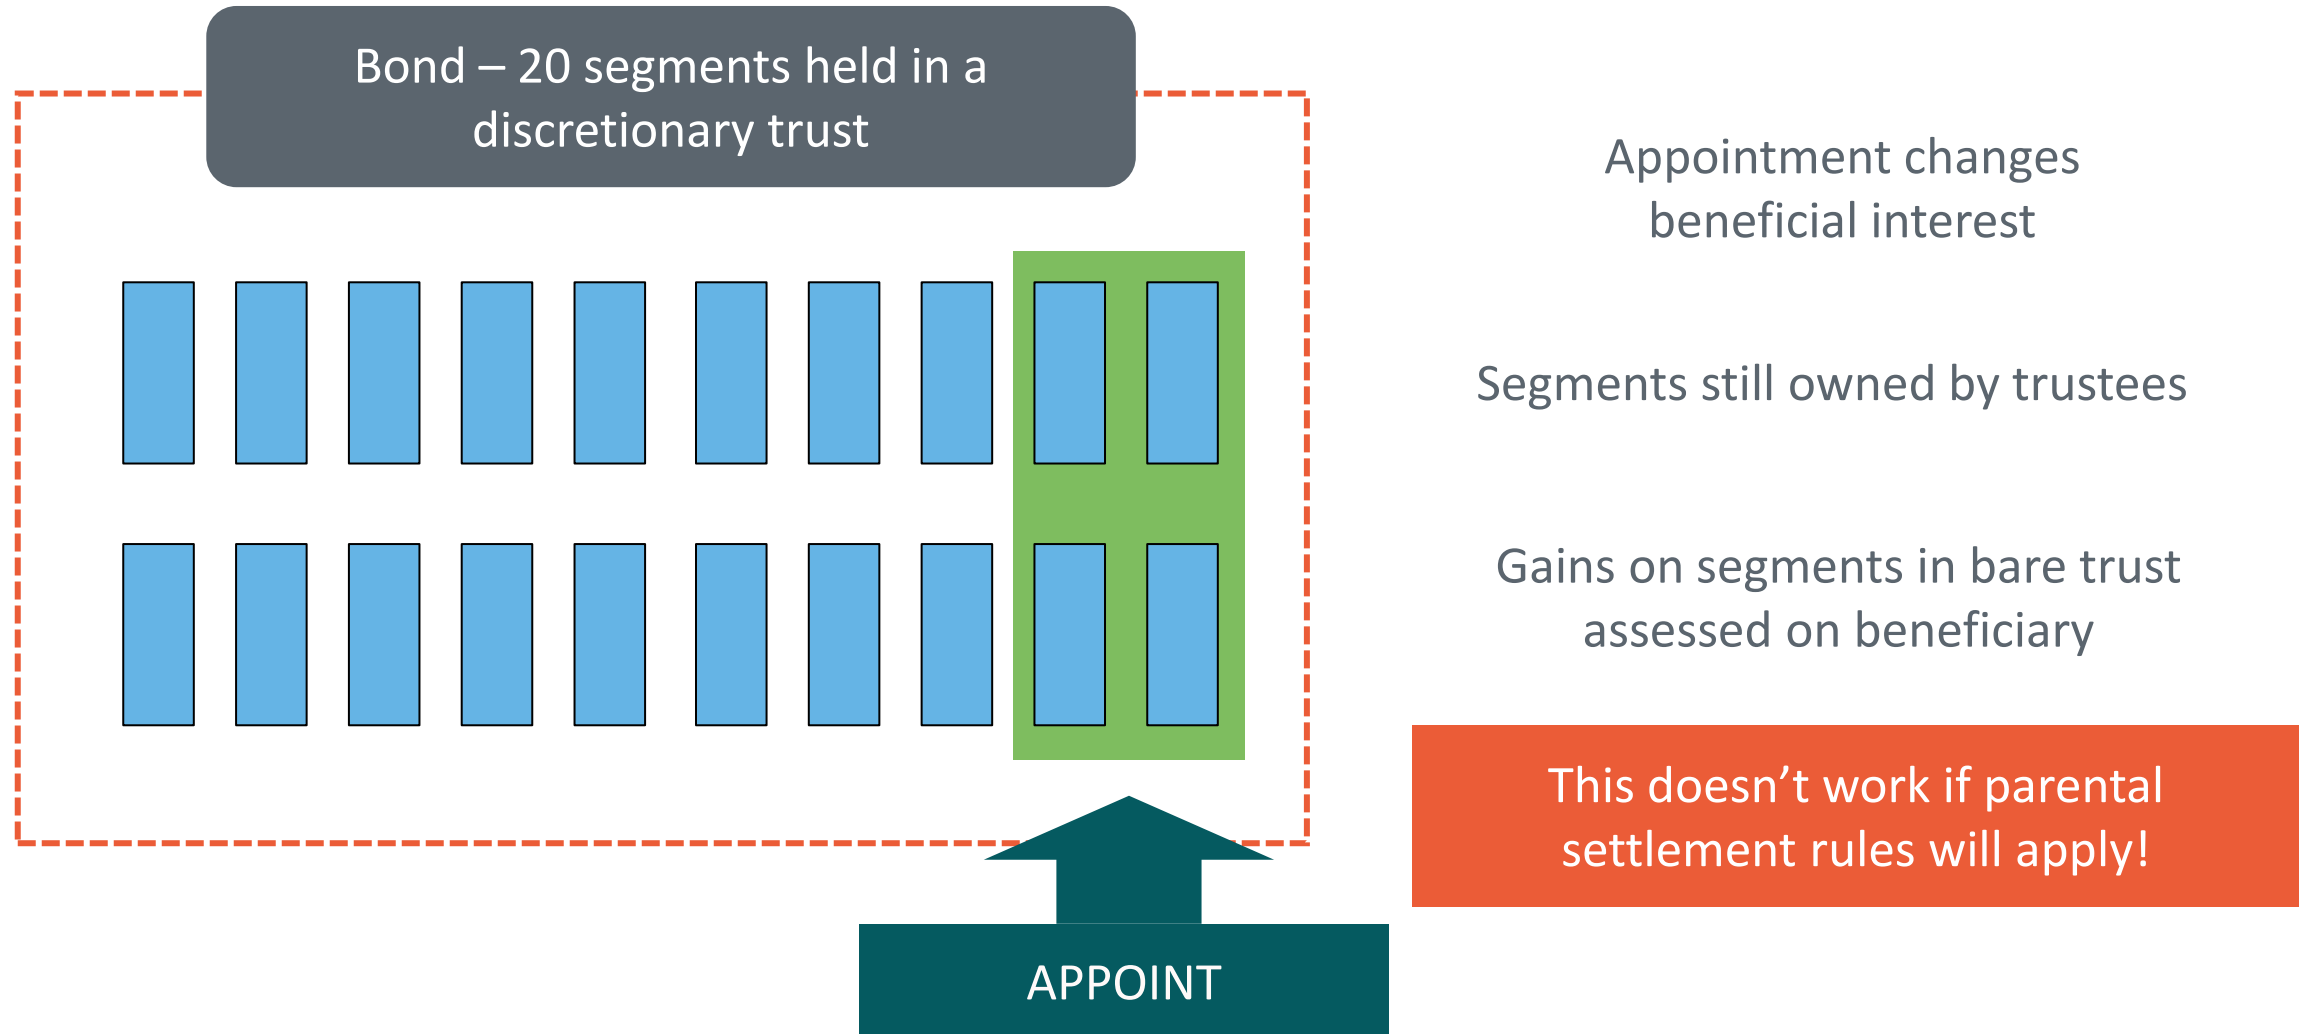 Bond – 20 segments held in a
discretionary trust
Appointment changes
beneficial interest
Segments still owned by trustees
Gains on segments in bare trust
assessed on beneficiary
This doesn’t work if parental
settlement rules will apply!
APPOINT